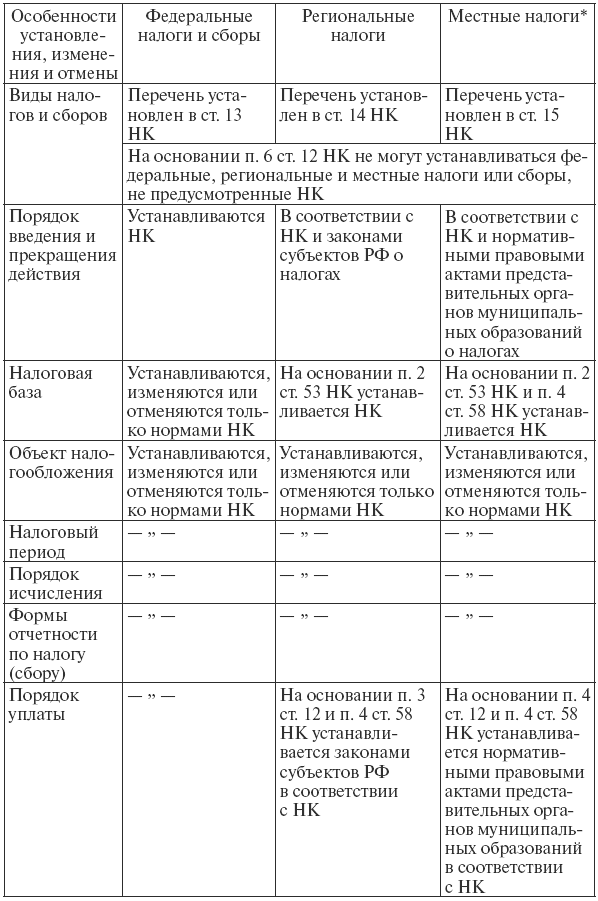 Особенности
установле-
ния, измене-
ния и отмены
Федеральные
налоги и сборы
Региональные
налоги
Местные налоги*
Виды нало-
гов и сборов
Перечень уста-
новлен в ст. 13
НК
Перечень установ-
лен в ст. 14 НК
Перечень уста-
новлен в ст. 15
НК
На основании п. 6 ст. 12 НК не могут устанавливаться фе-
деральные, региональные и местные налоги или сборы,
не предусмотренные НК
Порядок
введения и
прекращения
действия
Устанавливаются
НК
В соответствии с
НК и законами
субъектов РФ о
налогах
В соответствии с
НК и норматив-
ными правовыми
актами предста-
вительных орга-
нов муниципаль-
ных образований
о налогах
Налоговая
база
Устанавливаются,
изменяются или
отменяются толь-
ко нормами НК
На основании п. 2
ст. 53 НК устанав-
ливается НК
На основании п. 2
ст. 53 НК и п. 4
ст. 58 НК устанав-
ливается НК
Объект нало-
гообложения
Устанавливаются,
изменяются или
отменяются толь-
ко нормами НК
Устанавливаются,
изменяются или
отменяются только
нормами НК
Устанавливаются,
изменяются или
отменяются толь-
ко нормами НК
Налоговый
период
— ” —
— ” —
— ” —
Порядок
исчисления
— ” —
— ” —
— ” —
Формы
отчетности
по налогу
(сбору)
— ” —
— ” —
— ” —
Порядок
уплаты
— ” —
На основании п. 3
ст. 12 и п. 4 ст. 58
НК устанавли-
вается законами
субъектов РФ
в соответствии
с НК
На основании п. 4
ст. 12 и п. 4 ст. 58
НК устанавлива-
ется норматив-
ными правовыми
актами предста-
вительных орга-
нов муниципаль-
ных образований
в соответствии
с НК